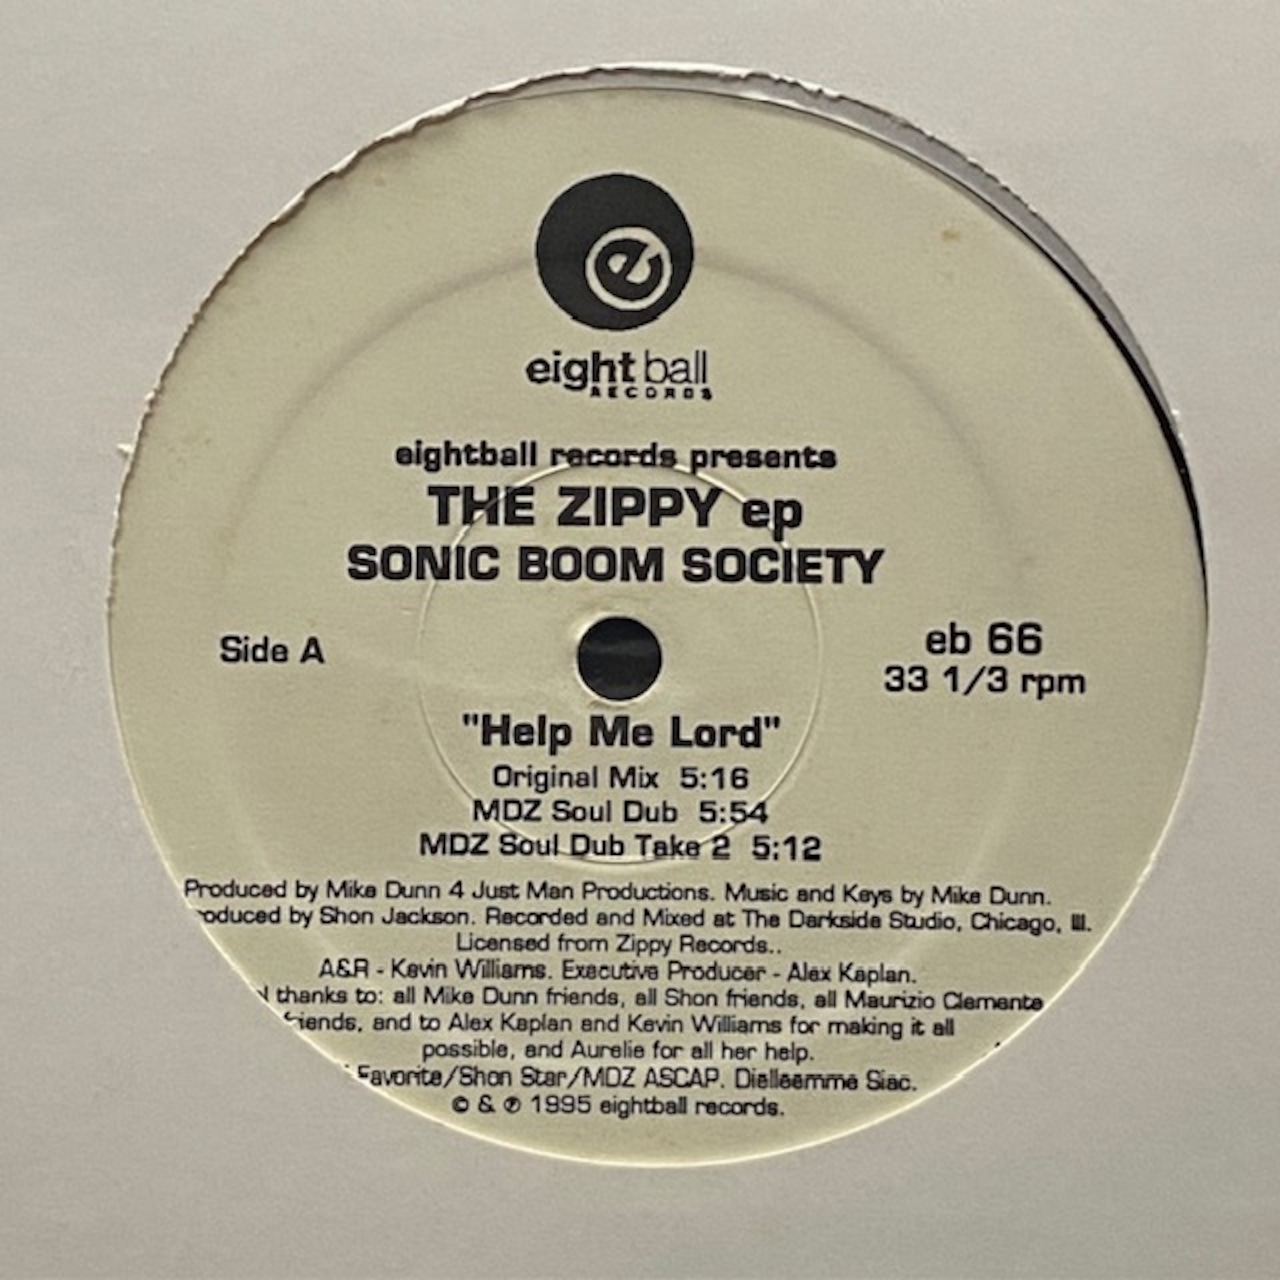 e
eight ball
RECORDS
eightball records presents
THE ZIPPY ep
SONIC BOOM SOCIETY
Side A
eb 66
33 1/3 rpm
"Help Me Lord"
Original Mix 5:16
MDZ Soul Dub 5:54
MDZ Soul Dub Take 2 5:12
Produced by Mike Dunn 4 Just Man Productions. Music and Keys by Mike Dunn.
roduced by Shon Jackson. Recorded and Mixed at The Darkside Studio, Chicago, Ill.
Licensed from Zippy Records..
A&R - Kevin Williams. Executive Producer - Alex Kaplan.
l thanks to: all Mike Dunn friends, all Shon friends, all Maurizio Clemente
friends, and to Alex Kaplan and Kevin Williams for making it all
possible, and Aurelie for all her help.
Favorite/Shon Star/MDZ ASCAP. Dielleemme Siac.
© & ℗ 1995 eightball records.